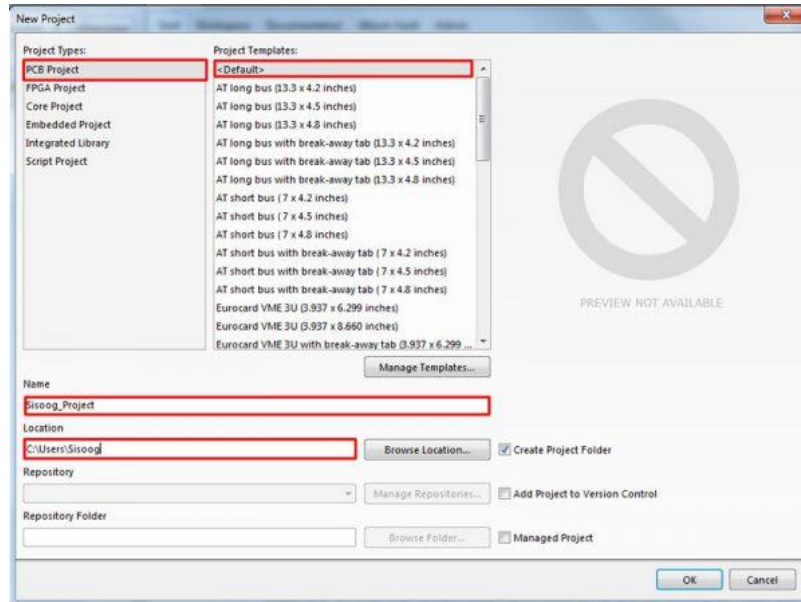 New Project
Project Types:
PCB Project
FPGA Project
Core Project
Embedded Project
Integrated Library
Script Project
Project Templates:
<Default>
AT long bus (13.3 x 4.2 inches)
AT long bus (13.3 x 4.5 inches)
AT long bus (13.3 x 4.8 inches)
AT long bus with break-away tab (13.3 x 4.2 inches)
AT long bus with break-away tab (13.3 x 4.5 inches)
AT long bus with break-away tab (13.3 x 4.8 inches)
AT short bus ( 7 x 4.2 inches)
AT short bus ( 7 x 4.5 inches)
AT short bus ( 7 x 4.8 inches)
AT short bus with break-away tab ( 7 x 4.2 inches)
AT short bus with break-away tab ( 7 x 4.5 inches)
AT short bus with break-away tab ( 7 x 4.8 inches)
Eurocard VME 3U (3.937 x 6.299 inches)
Eurocard VME 3U (3.937 x 8.660 inches)
Eurocard VME 3U with break-away tab (3.937 x 6.299 ...
PREVIEW NOT AVAILABLE
Manage Templates...
Name
Sisoog_Project
Location
C:\Users\Sisoog
Browse Location...
Create Project Folder
Repository
Manage Repositories...
Add Project to Version Control
Repository Folder
Browse Folder...
Managed Project
OK
Cancel